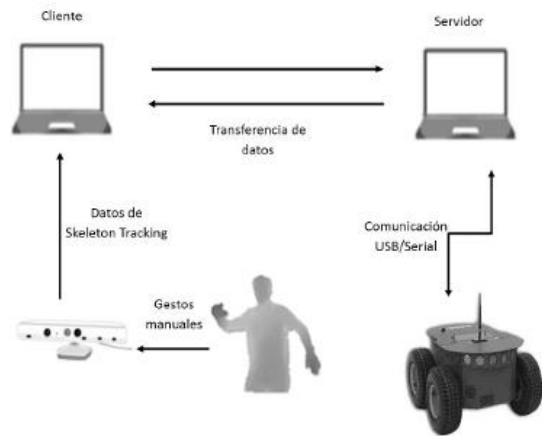 Cliente
Servidor
Transferencia de
datos
Datos de
Skeleton Tracking
Comunicación
USB/Serial
Gestos
manuales